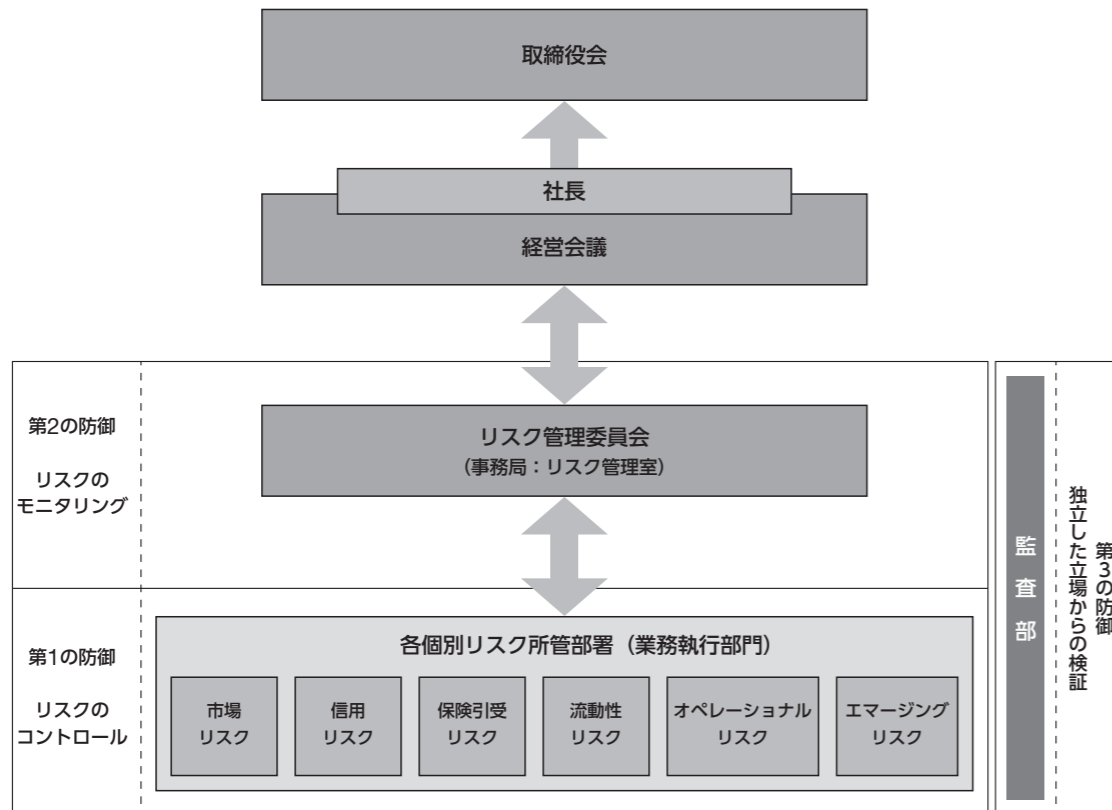 取締役会
社長
経営会議
第2の防御
リスクの
モニタリング
リスク管理委員会
(事務局：リスク管理室)
第1の防御
リスクの
コントロール
各個別リスク所管部署（業務執行部門）
市場
リスク
信用
リスク
保険引受
リスク
流動性
リスク
オペレーショナル
リスク
エマージング
リスク
監査部
第3の防御
独立した立場からの検証